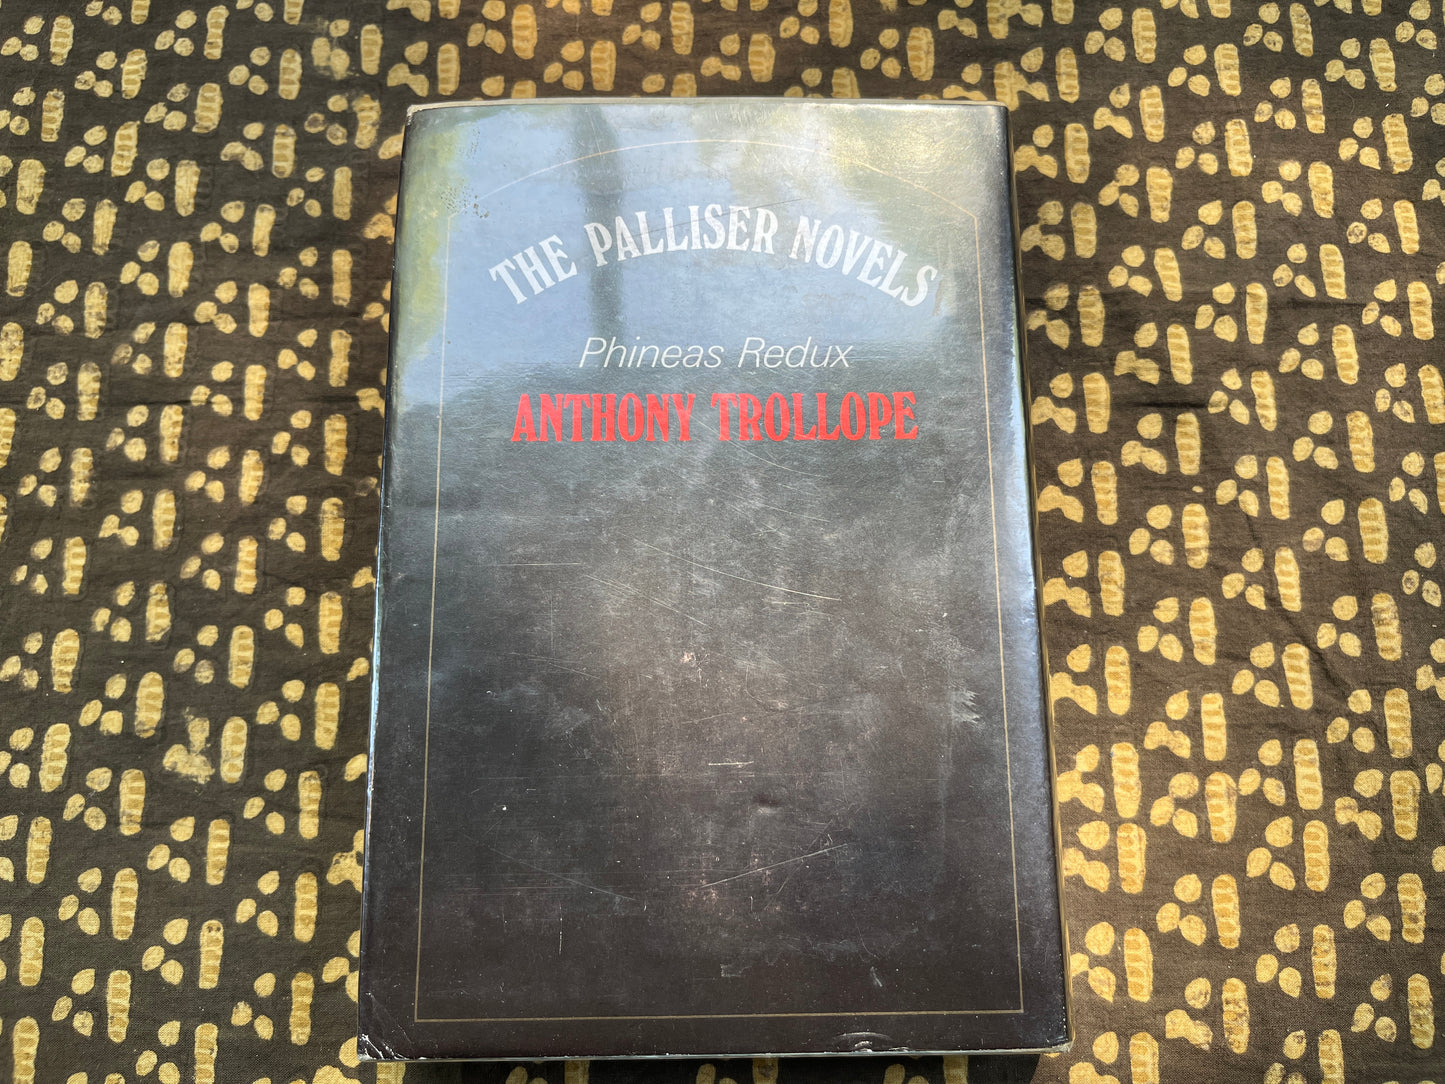 THE PALLISER NOVELS
Phineas Redux
ANTHONY TROLLOPE